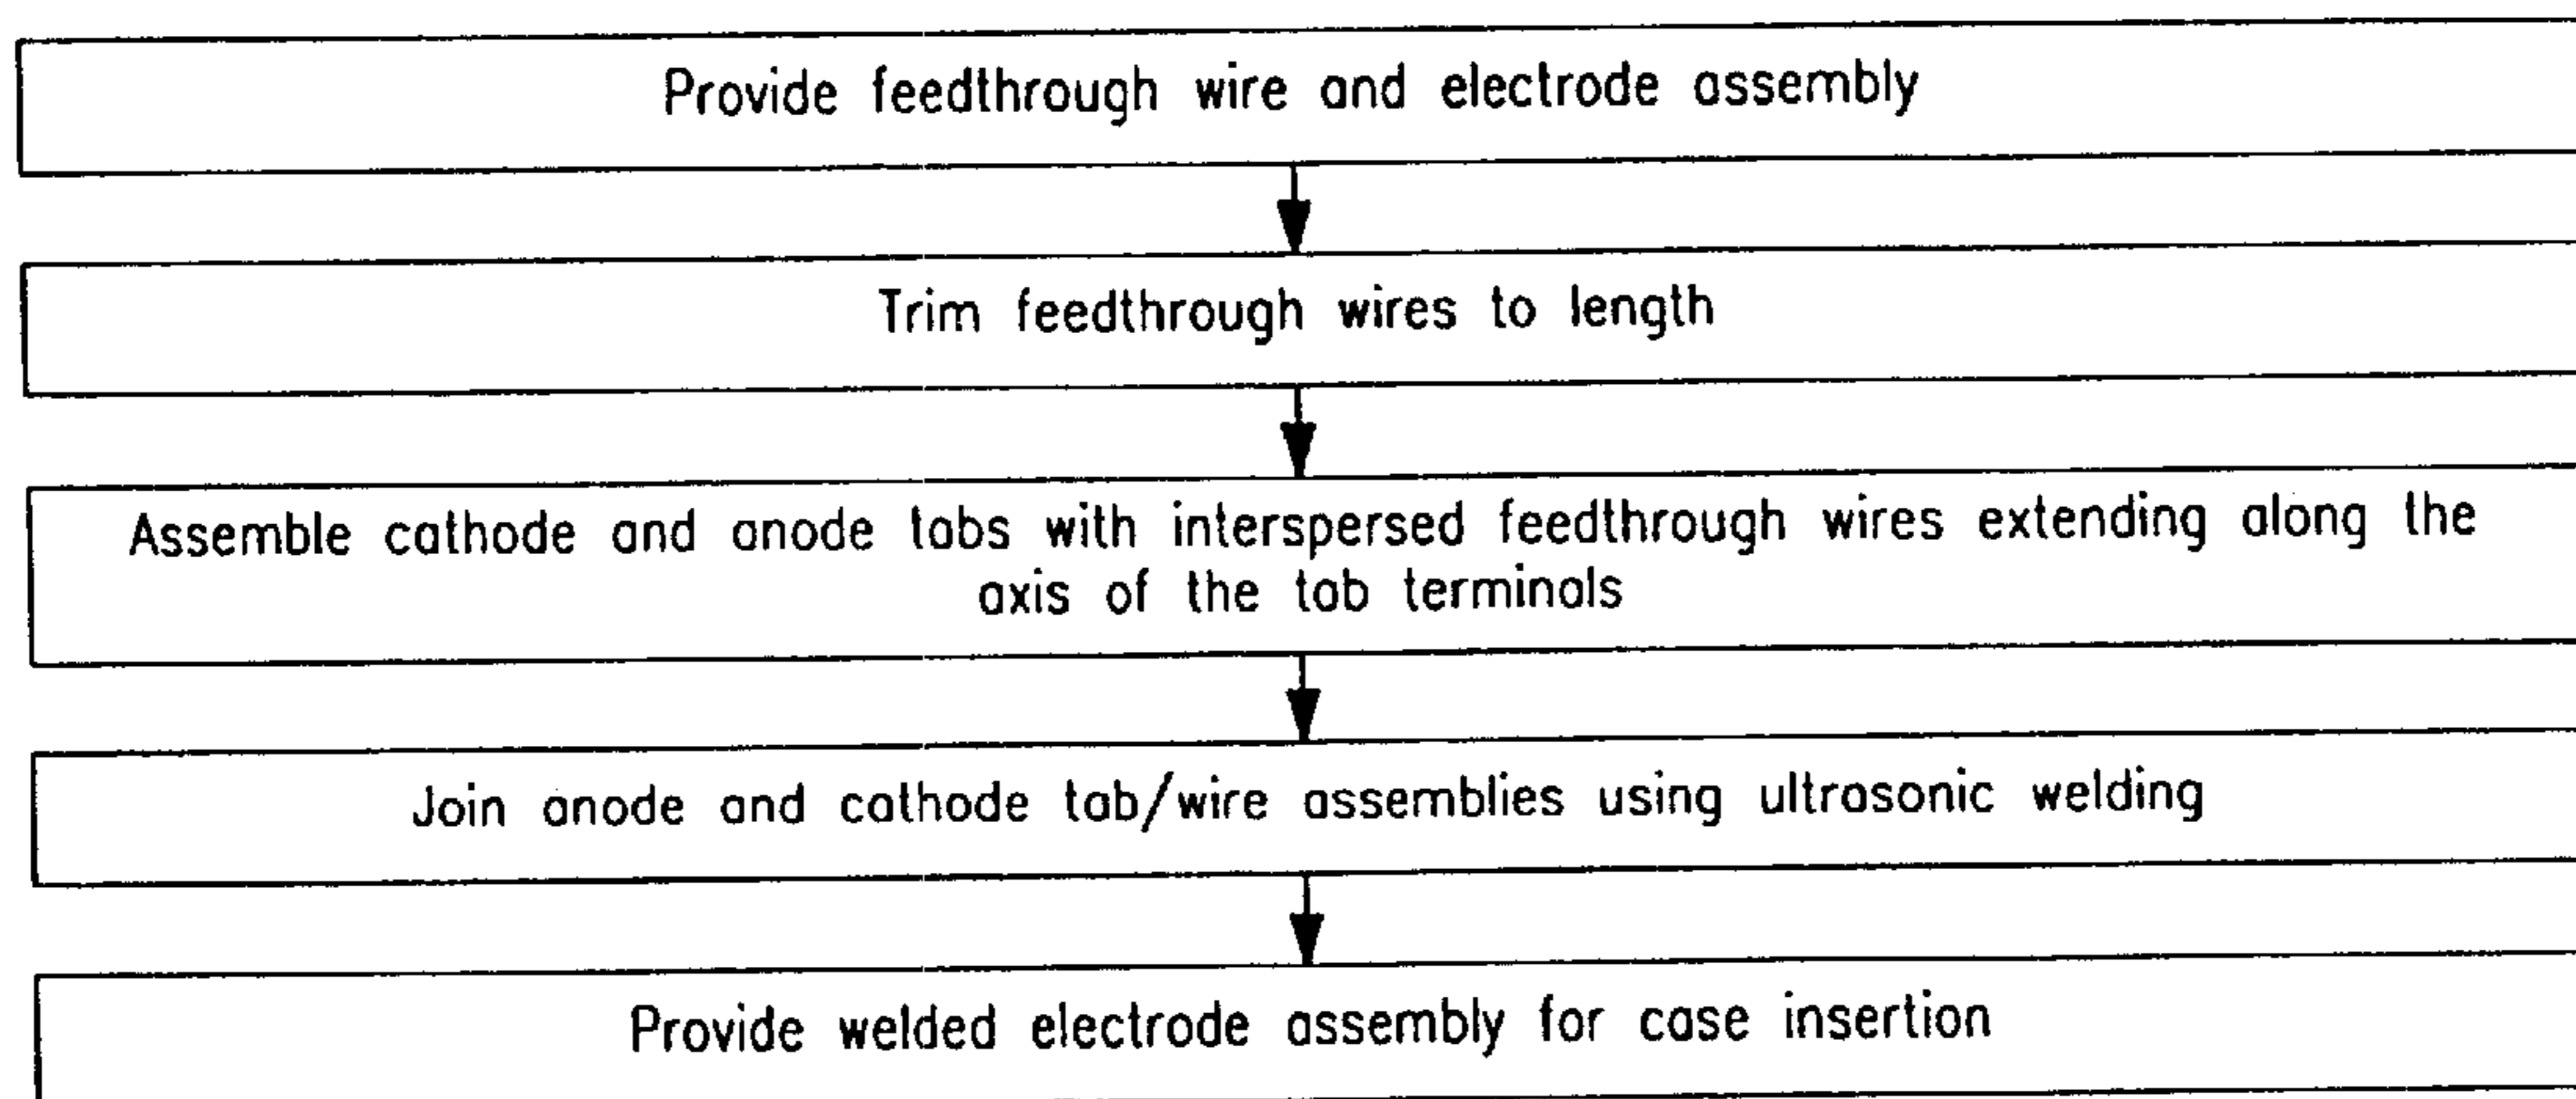 Provide feedthrough wire and electrode assembly
Trim feedthrough wires to length
Assemble cathode and anode tabs with interspersed feedthrough wires extending along the
axis of the tab terminals
Join anode and cathode tab/wire assemblies using ultrasonic welding
Provide welded electrode assembly for case insertion